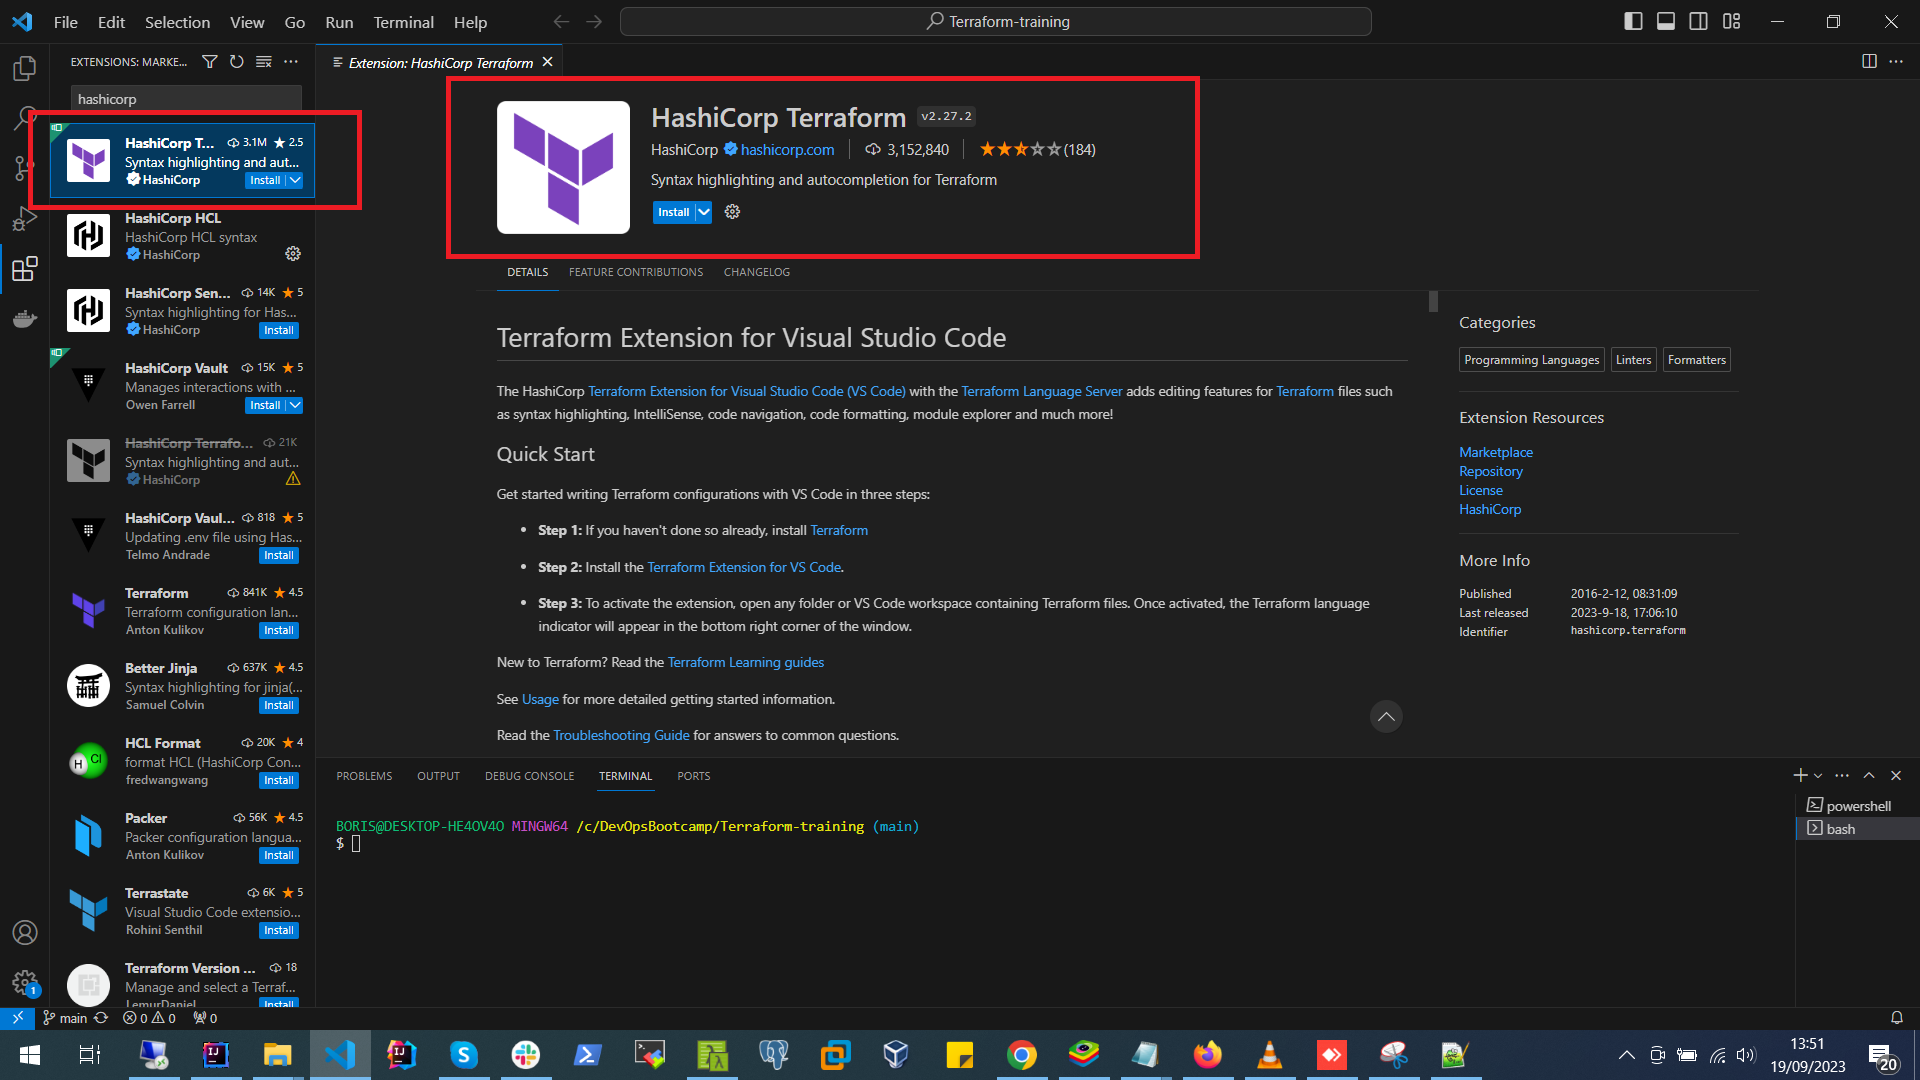 File Edit Selection View Go Run Terminal Help
Terraform-training
EXTENSIONS: MARKE...
Extension: HashiCorp Terraform
hashicorp
HashiCorp T... 3.1M 2.5
Syntax highlighting and aut...
HashiCorp Install
HashiCorp HCL
HashiCorp HCL syntax
HashiCorp
HashiCorp Sen... 14K 5
Syntax highlighting for Has...
HashiCorp Install
HashiCorp Vault 15K 5
Manages interactions with ...
Owen Farrell Install
HashiCorp Terrafo... 21K
Syntax highlighting and aut...
HashiCorp
HashiCorp Vaul... 818 5
Updating .env file using Has...
Telmo Andrade Install
Terraform 841K 4.5
Terraform configuration lan...
Anton Kulikov Install
Better Jinja 637K 4.5
Syntax highlighting for jinja(...
Samuel Colvin Install
HCL Format 20K 4
format HCL (HashiCorp Con...
fredwangwang Install
Packer 56K 4.5
Packer configuration langua...
Anton Kulikov Install
Terrastate 6K 5
Visual Studio Code extensio...
Rohini Senthil Install
Terraform Version ... 18
Manage and select a Terraf...
LemurDaniel Install
HashiCorp Terraform v2.27.2
HashiCorp hashicorp.com 3,152,840 (184)
Syntax highlighting and autocompletion for Terraform
Install
DETAILS FEATURE CONTRIBUTIONS CHANGELOG
Terraform Extension for Visual Studio Code
The HashiCorp Terraform Extension for Visual Studio Code (VS Code) with the Terraform Language Server adds editing features for Terraform files such
as syntax highlighting, IntelliSense, code navigation, code formatting, module explorer and much more!
Quick Start
Get started writing Terraform configurations with VS Code in three steps:
• Step 1: If you haven't done so already, install Terraform
• Step 2: Install the Terraform Extension for VS Code.
• Step 3: To activate the extension, open any folder or VS Code workspace containing Terraform files. Once activated, the Terraform language
indicator will appear in the bottom right corner of the window.
New to Terraform? Read the Terraform Learning guides
See Usage for more detailed getting started information.
Read the Troubleshooting Guide for answers to common questions.
Categories
Programming Languages Linters Formatters
Extension Resources
Marketplace
Repository
License
HashiCorp
More Info
Published 2016-2-12, 08:31:09
Last released 2023-9-18, 17:06:10
Identifier hashicorp.terraform
PROBLEMS OUTPUT DEBUG CONSOLE TERMINAL PORTS
BORIS@DESKTOP-HE4OV4O MINGW64 /c/DevOpsBootcamp/Terraform-training (main)
$
powershell
bash
1
main 0 0 0
13:51
19/09/2023
20